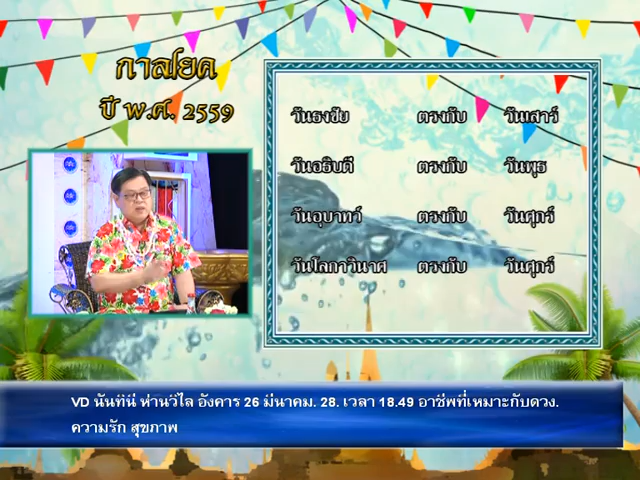 กาลโยค
ปี พ.ศ. 2559
วันธงชัย ตรงกับ วันเสาร์
วันอธิบดี ตรงกับ วันพุธ
วันอุบาทว์ ตรงกับ วันศุกร์
วันโลกาวินาศ ตรงกับ วันศุกร์
VD นันทินี ห่านวิไล อังคาร 26 มีนาคม. 28. เวลา 18.49 อาชีพที่เหมาะกับดวง.
ความรัก สุขภาพ